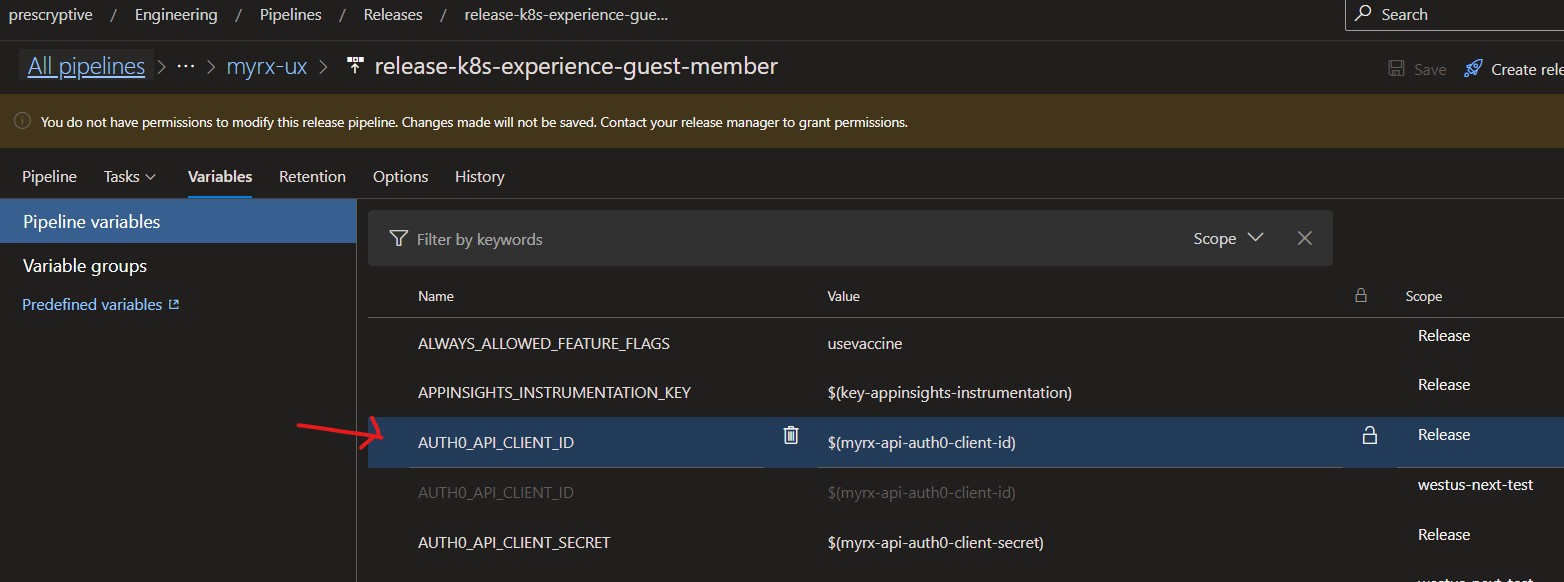 prescryptive / Engineering / Pipelines / Releases / release-k8s-experience-gue...
Search
All pipelines > ··· > myrx-ux > release-k8s-experience-guest-member
Save Create rele
You do not have permissions to modify this release pipeline. Changes made will not be saved. Contact your release manager to grant permissions.
Pipeline Tasks Variables Retention Options History
Pipeline variables
Variable groups
Predefined variables
Filter by keywords Scope
Name Value Scope
ALWAYS_ALLOWED_FEATURE_FLAGS usevaccine Release
APPINSIGHTS_INSTRUMENTATION_KEY $(key-appinsights-instrumentation) Release
AUTH0_API_CLIENT_ID $(myrx-api-auth0-client-id) Release
AUTH0_API_CLIENT_ID $(myrx-api-auth0-client-id) westus-next-test
AUTH0_API_CLIENT_SECRET $(myrx-api-auth0-client-secret) Release